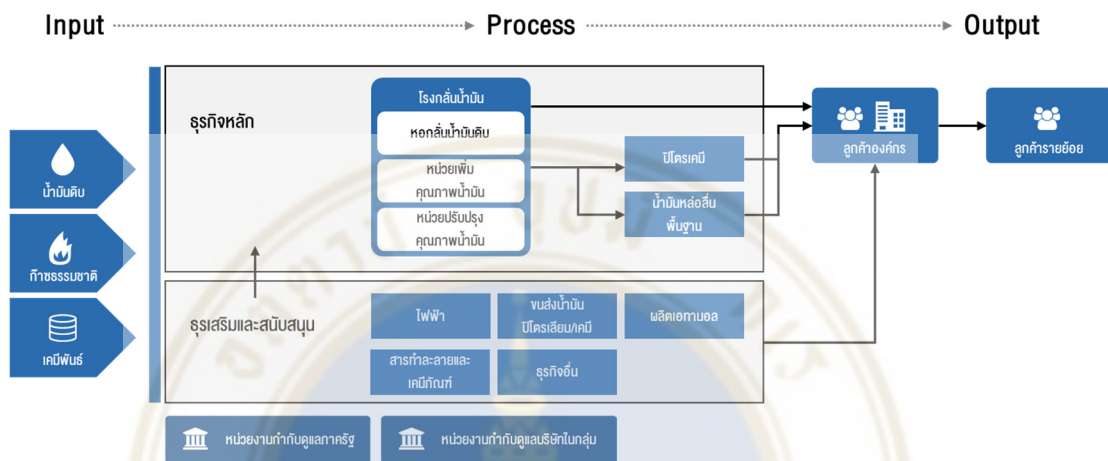 Input
Process
Output
ธุรกิจหลัก
โรงกลั่นน้ำมัน
หอกลั่นน้ำมันดิบ
หน่วยเพิ่ม
คุณภาพน้ำมัน
หน่วยปรับปรุง
คุณภาพน้ำมัน
ปิโตรเคมี
น้ำมันหล่อลื่น
พื้นฐาน
ลูกค้าองค์กร
ลูกค้ารายย้อย
น้ำมันดิบ
ก๊าซธรรมชาติ
เคมีพันธ์
ธุรเสริมและสนับสนุน
ไฟฟ้า
ขนส่งน้ำมัน
ปิโตรเลียม/เคมี
ผลิตเอทานอล
สารทำละลายและ
เคมีภัณฑ์
ธุรกิจอื่น
หน่วยงานกำกับดูแลภาครัฐ
หน่วยงานกำกับดูแลบริษัทในกลุ่ม